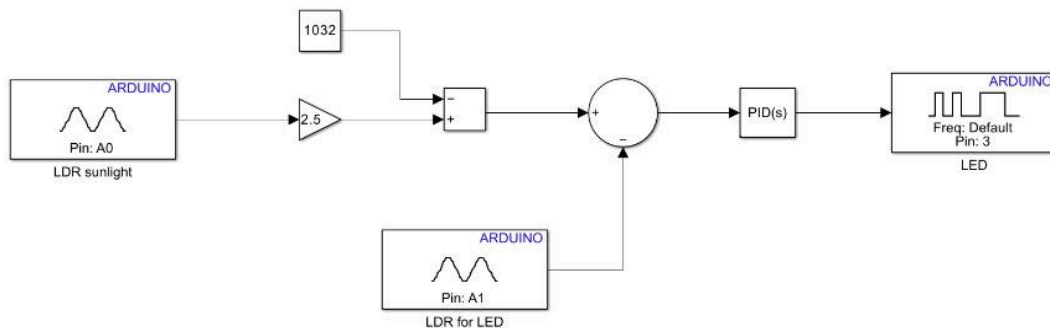 1032
ARDUINO
Pin: A0
LDR sunlight
2.5
−
+
+
−
PID(s)
ARDUINO
Freq: Default
Pin: 3
LED
ARDUINO
Pin: A1
LDR for LED